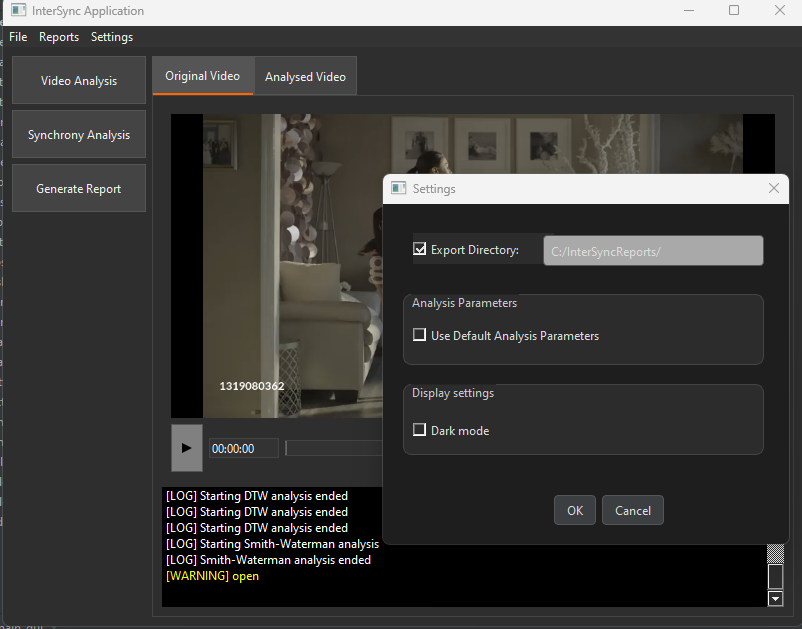 InterSync Application
File Reports Settings
Video Analysis
Synchrony Analysis
Generate Report
Original Video Analysed Video
1319080362
00:00:00
[LOG] Starting DTW analysis ended
[LOG] Starting DTW analysis ended
[LOG] Starting DTW analysis ended
[LOG] Starting Smith-Waterman analysis
[LOG] Smith-Waterman analysis ended
[WARNING] open
Settings
Export Directory: C:/InterSyncReports/
Analysis Parameters
Use Default Analysis Parameters
Display settings
Dark mode
OK Cancel